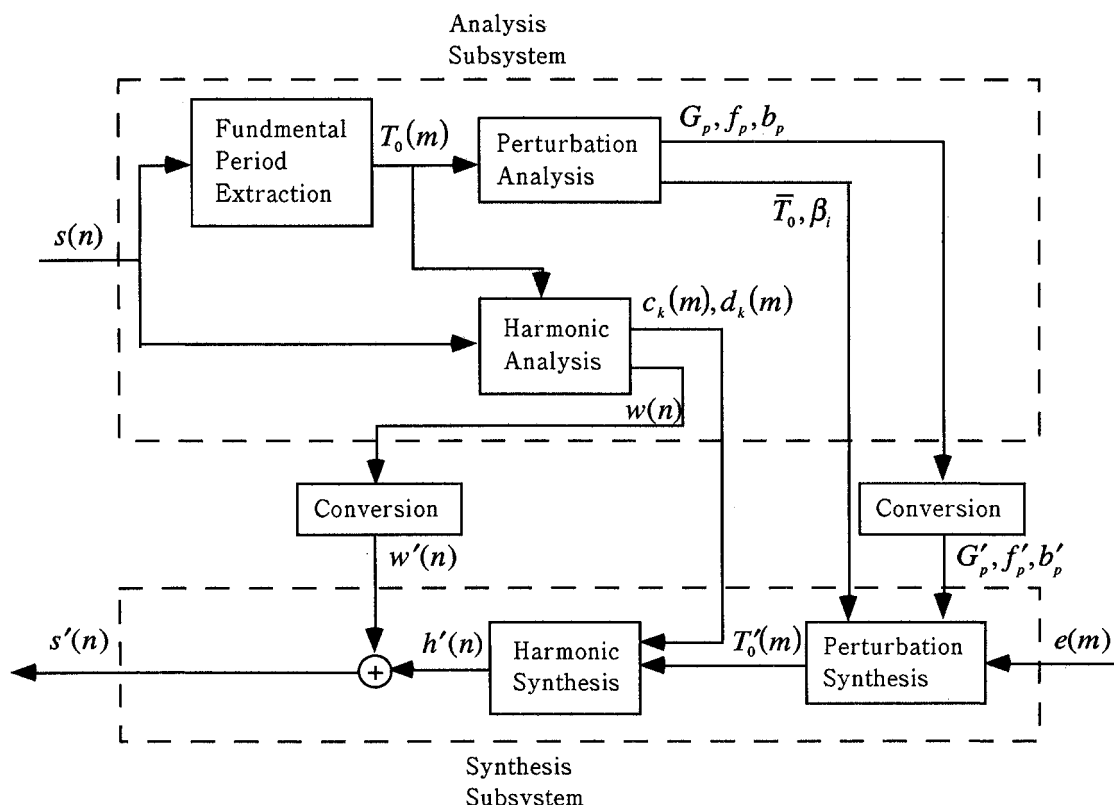 Analysis
Subsystem
Fundmental
Period
Extraction
T₀(m)
Perturbation
Analysis
G_p, f_p, b_p
T̅₀, β_i
s(n)
Harmonic
Analysis
c_k(m), d_k(m)
w(n)
Conversion
Conversion
w′(n)
G′_p, f′_p, b′_p
s′(n)
+
h′(n)
Harmonic
Synthesis
T₀′(m)
Perturbation
Synthesis
e(m)
Synthesis
Subsystem